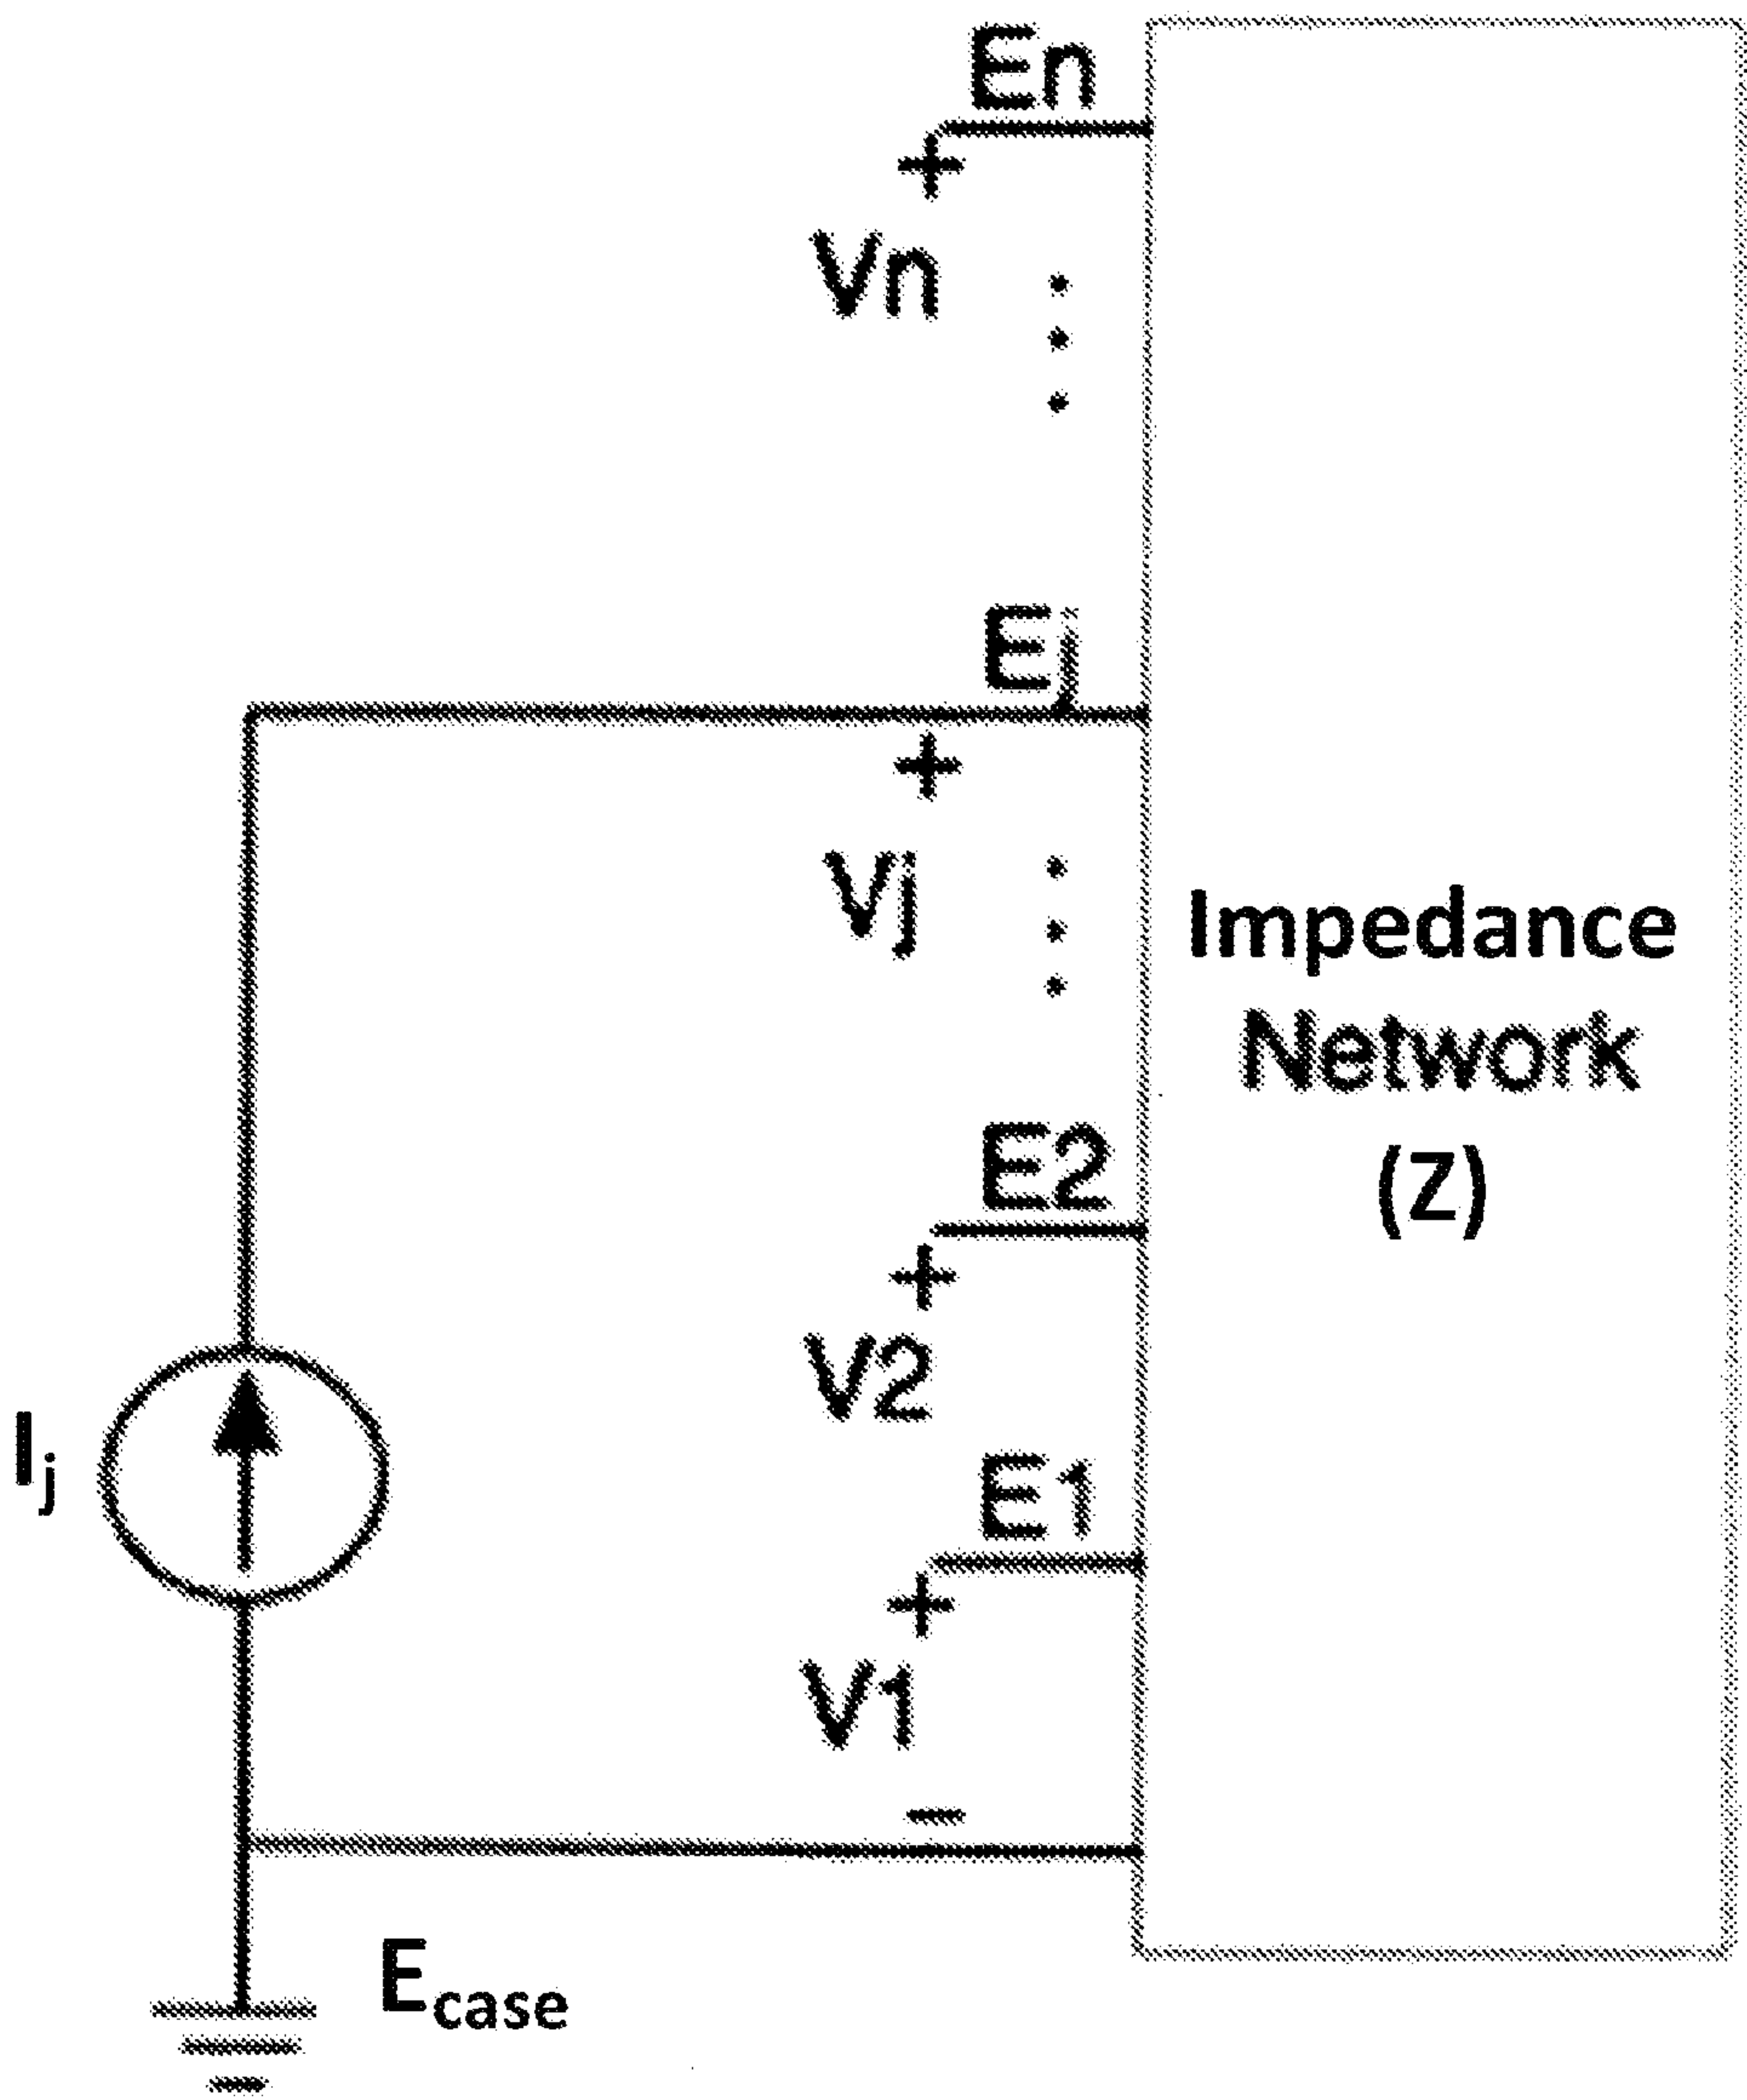 En
+
Vn
Ej
+
Vj
Impedance
Network
(Z)
E2
+
V2
Ij
E1
+
V1
−
Ecase